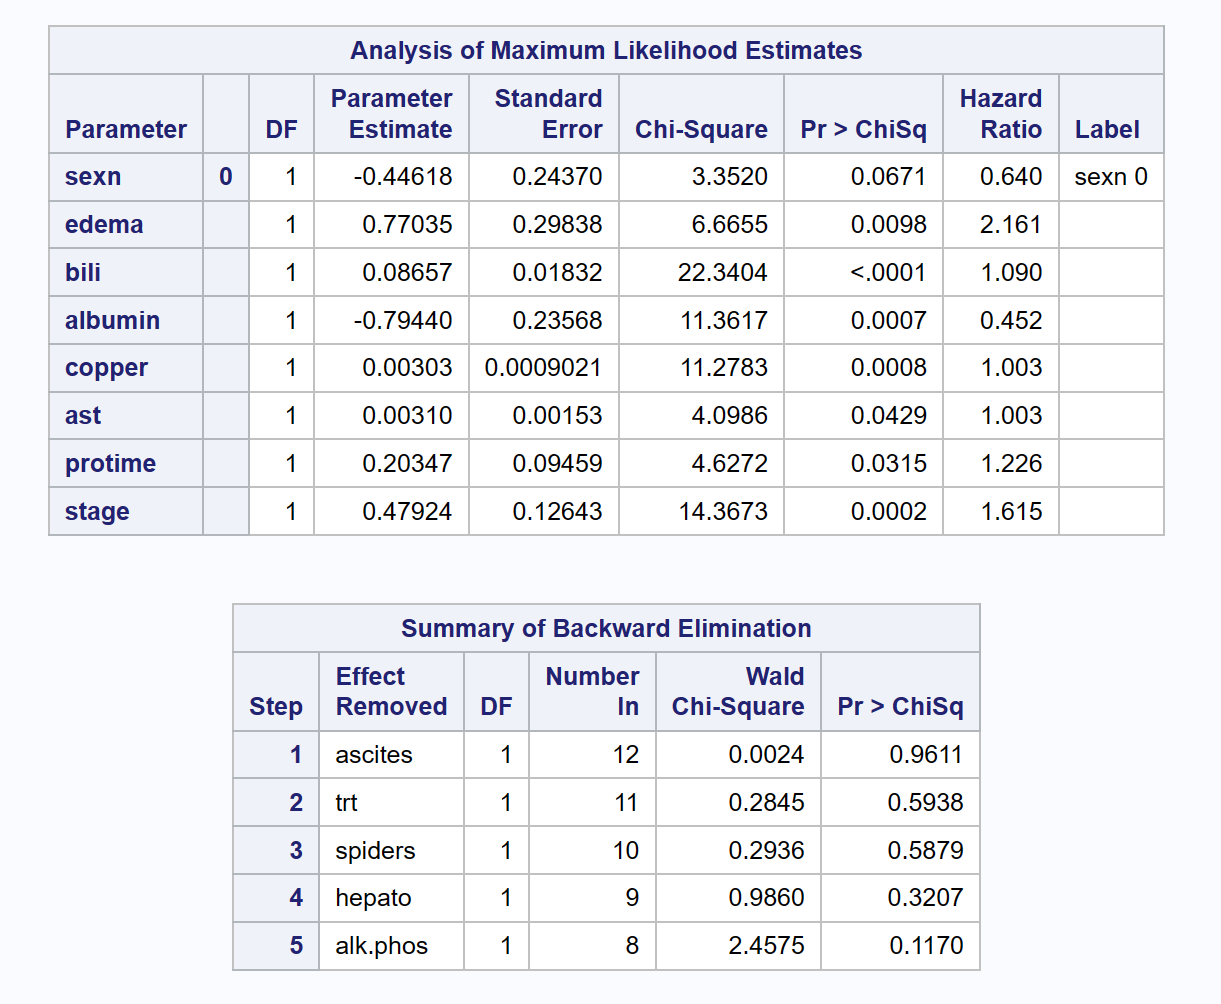 Analysis of Maximum Likelihood Estimates
Parameter DF Parameter Estimate Standard Error Chi-Square Pr > ChiSq Hazard Ratio Label
sexn 0 1 -0.44618 0.24370 3.3520 0.0671 0.640 sexn 0
edema 1 0.77035 0.29838 6.6655 0.0098 2.161
bili 1 0.08657 0.01832 22.3404 <.0001 1.090
albumin 1 -0.79440 0.23568 11.3617 0.0007 0.452
copper 1 0.00303 0.0009021 11.2783 0.0008 1.003
ast 1 0.00310 0.00153 4.0986 0.0429 1.003
protime 1 0.20347 0.09459 4.6272 0.0315 1.226
stage 1 0.47924 0.12643 14.3673 0.0002 1.615
Summary of Backward Elimination
Step Effect Removed DF Number In Wald Chi-Square Pr > ChiSq
1 ascites 1 12 0.0024 0.9611
2 trt 1 11 0.2845 0.5938
3 spiders 1 10 0.2936 0.5879
4 hepato 1 9 0.9860 0.3207
5 alk.phos 1 8 2.4575 0.1170